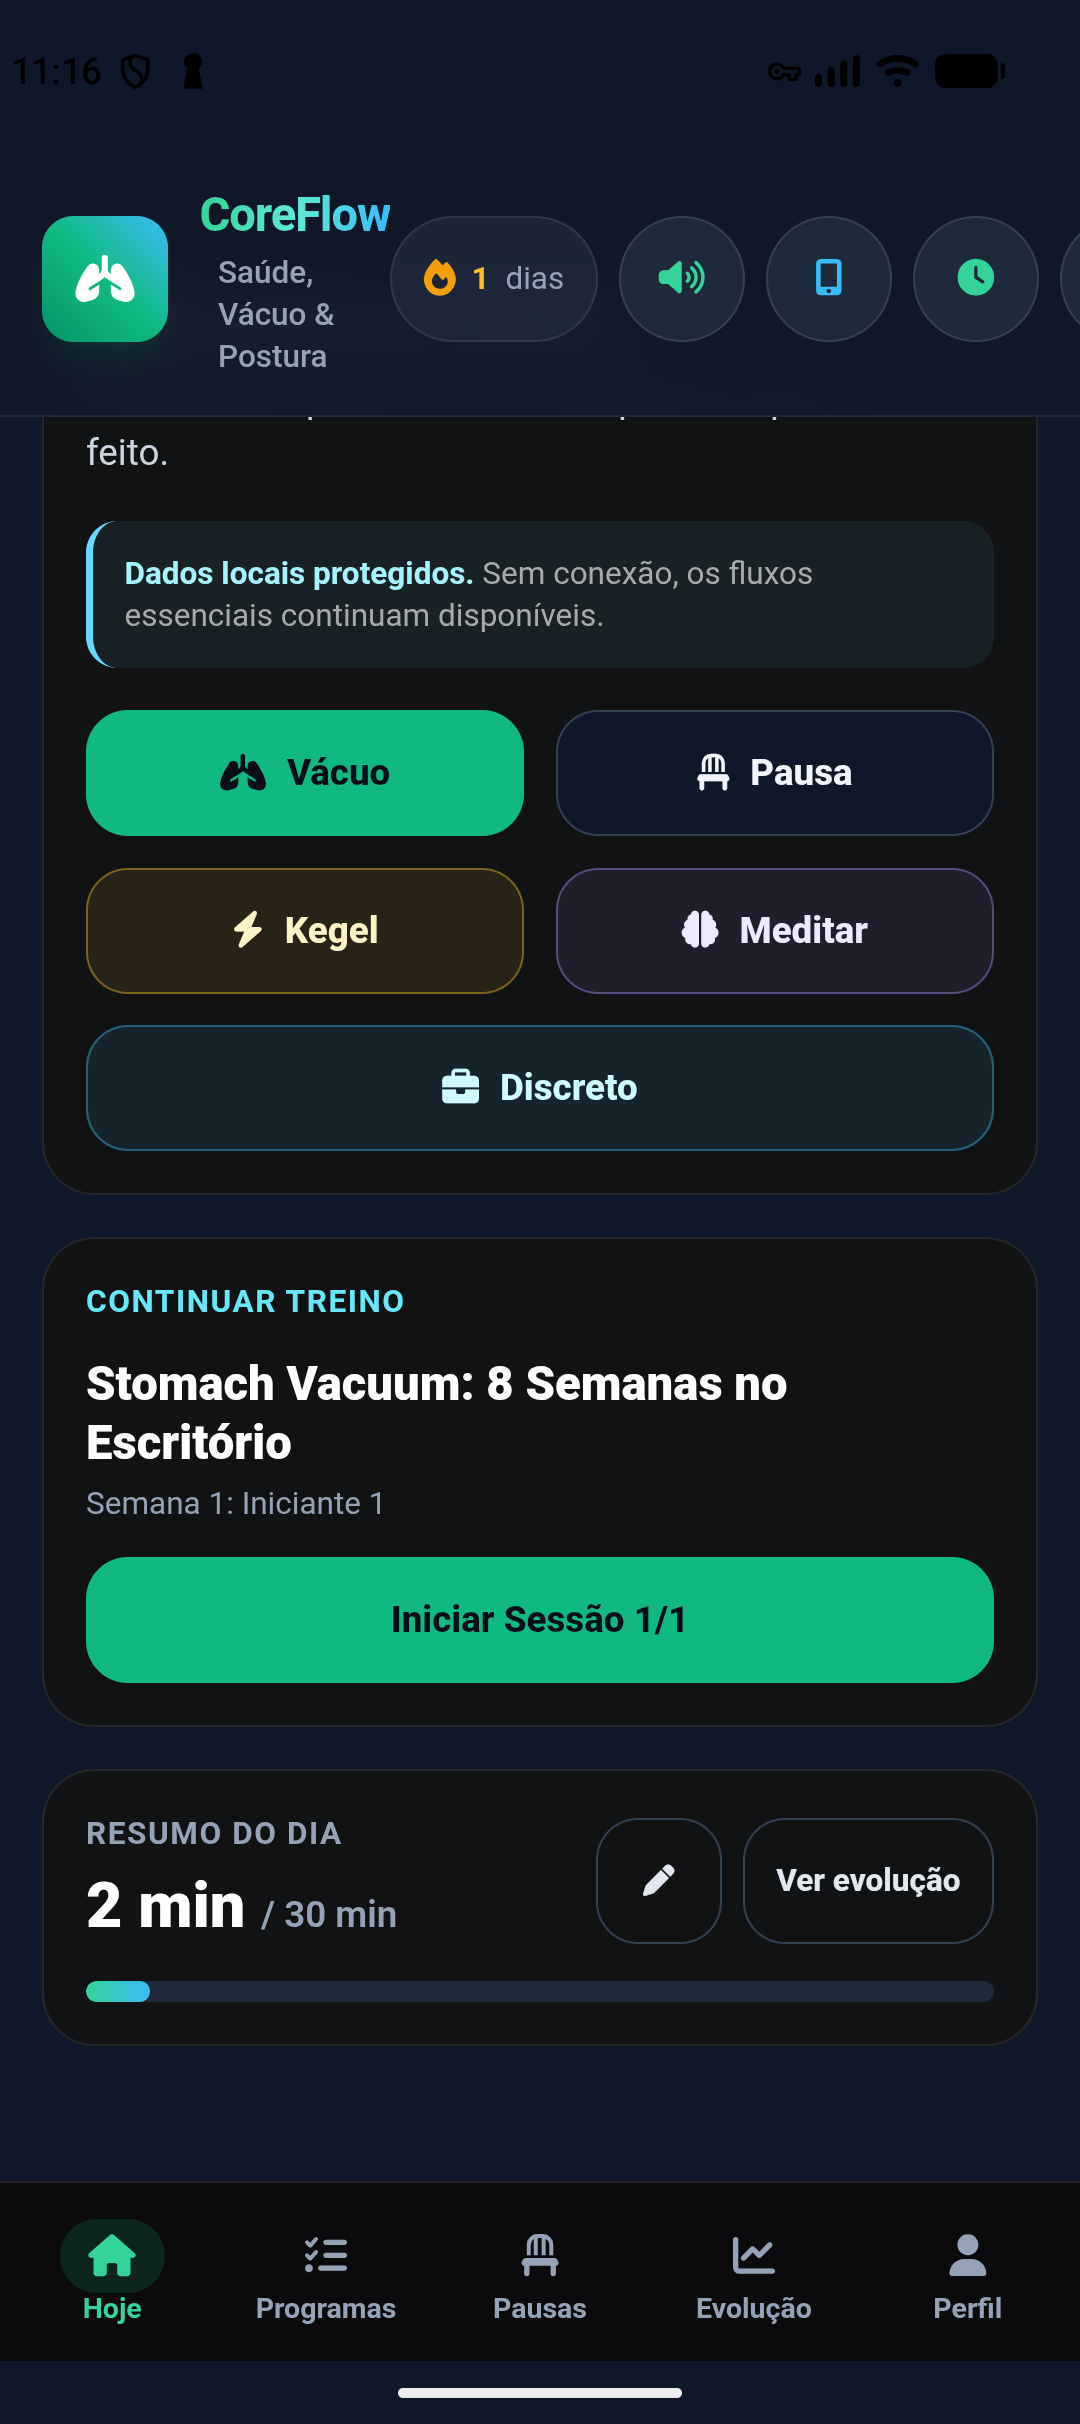 11:16
CoreFlow
Saúde,
Vácuo &
Postura
1 dias
feito.
Dados locais protegidos. Sem conexão, os fluxos
essenciais continuam disponíveis.
Vácuo
Pausa
Kegel
Meditar
Discreto
CONTINUAR TREINO
Stomach Vacuum: 8 Semanas no
Escritório
Semana 1: Iniciante 1
Iniciar Sessão 1/1
RESUMO DO DIA
2 min / 30 min
Ver evolução
Hoje
Programas
Pausas
Evolução
Perfil